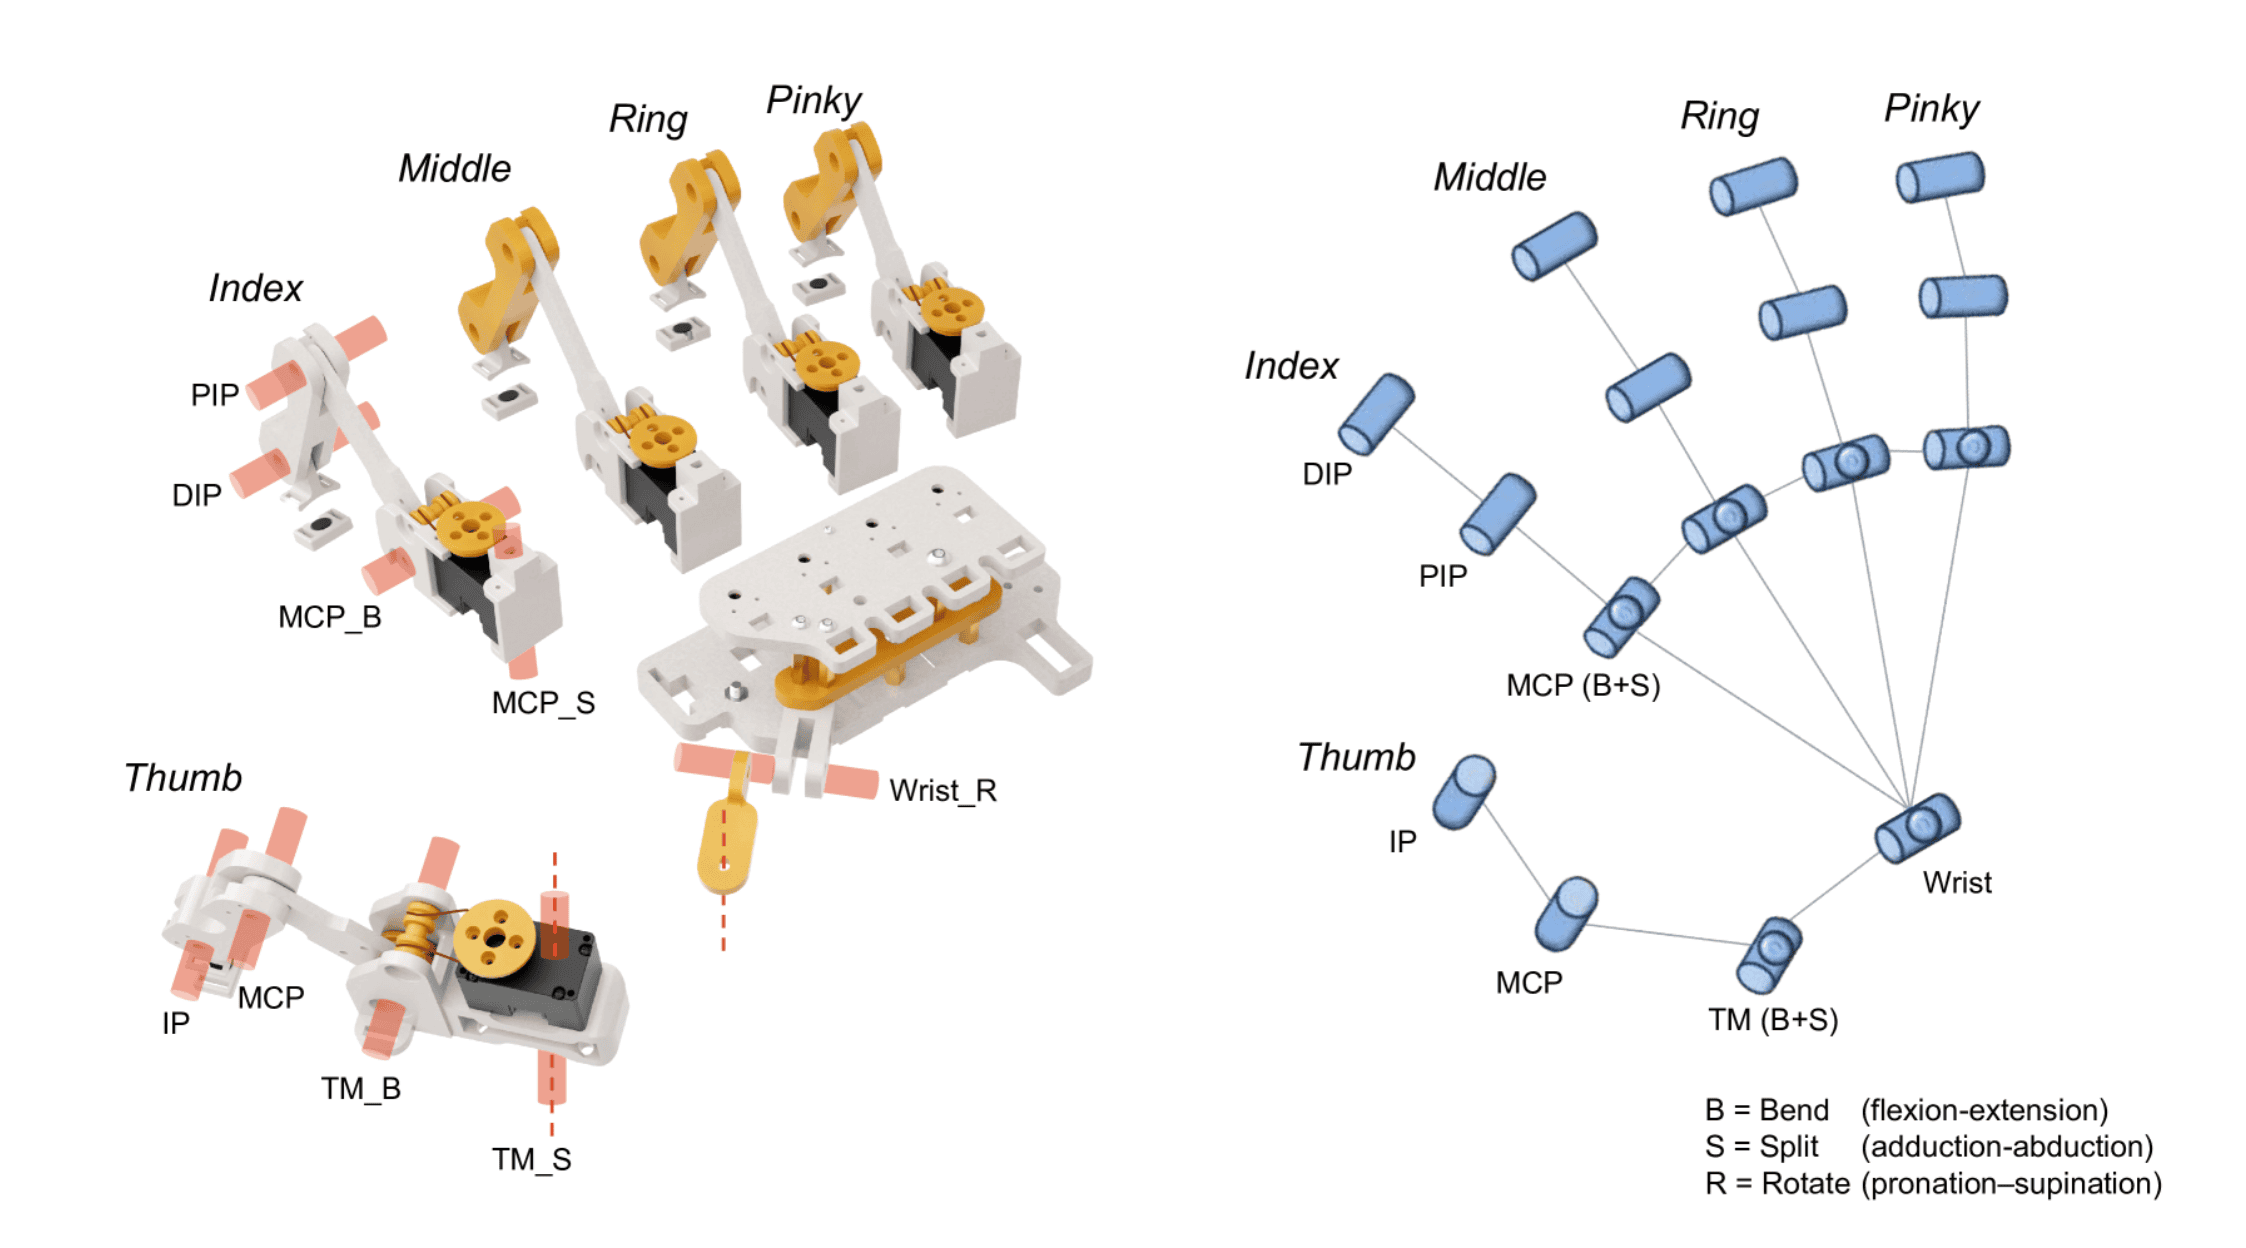 Pinky
Ring
Middle
Index
PIP
DIP
MCP_B
MCP_S
Thumb
Wrist_R
MCP
IP
TM_B
TM_S
Pinky
Ring
Middle
Index
DIP
PIP
MCP (B+S)
Thumb
IP
Wrist
MCP
TM (B+S)
B = Bend (flexion-extension)
S = Split (adduction-abduction)
R = Rotate (pronation–supination)